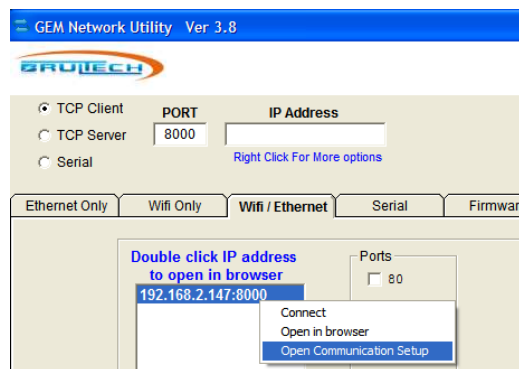 GEM Network Utility Ver 3.8
BRULTECH
TCP Client
PORT
IP Address
TCP Server
8000
Serial
Right Click For More options
Ethernet Only
Wifi Only
Wifi / Ethernet
Serial
Firmwar
Double click IP address
to open in browser
Ports
80
192.168.2.147:8000
Connect
Open in browser
Open Communication Setup